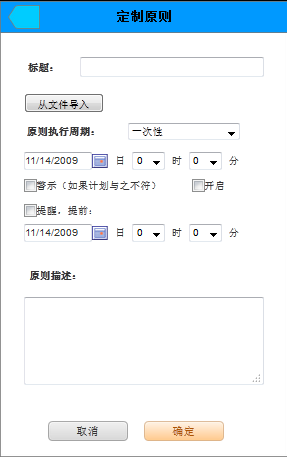 定制原则
标题：
从文件导入
原则执行周期： 一次性
11/14/2009 日 0 时 0 分
警示（如果计划与之不符） 开启
提醒，提前：
11/14/2009 日 0 时 0 分
原则描述：
取消 确定